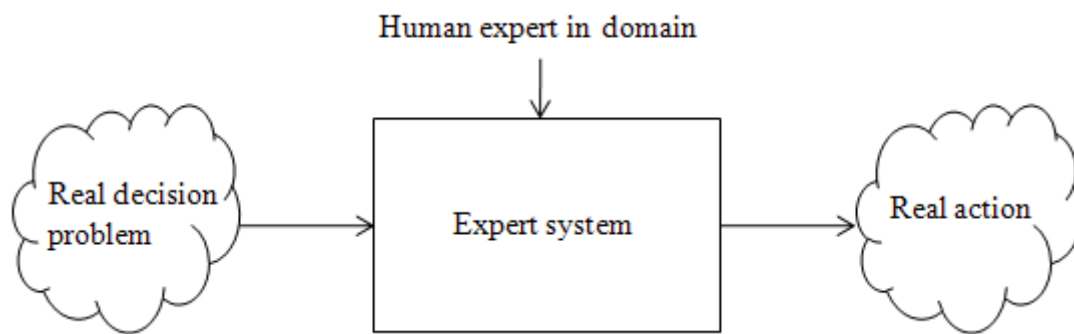 Human expert in domain
Real decision
problem
Expert system
Real action